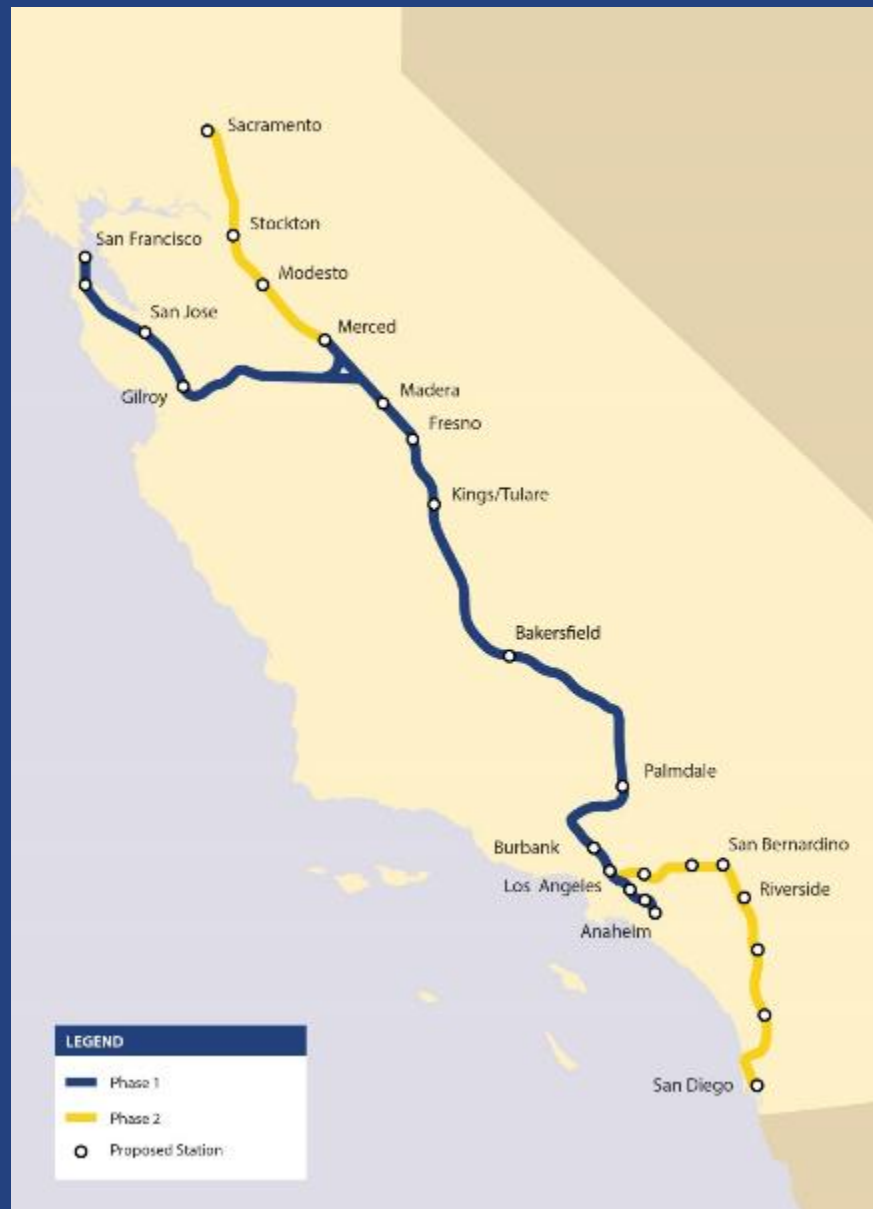 Sacramento
Stockton
San Francisco
Modesto
San Jose
Merced
Gilroy
Madera
Fresno
Kings/Tulare
Bakersfield
Palmdale
Burbank
San Bernardino
Los Angeles
Riverside
Anaheim
San Diego
LEGEND
Phase 1
Phase 2
Proposed Station